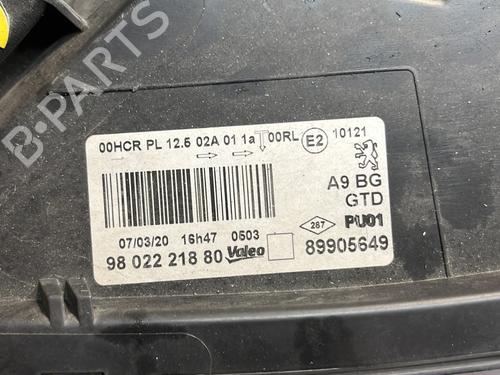 00HCR PL 12.5 02A 01 1a 00RL E2 10121
A9 BG
GTD
287 PU01
07/03/20 16h47 0503
98 022 218 80 Valeo 89905649
B-PARTS